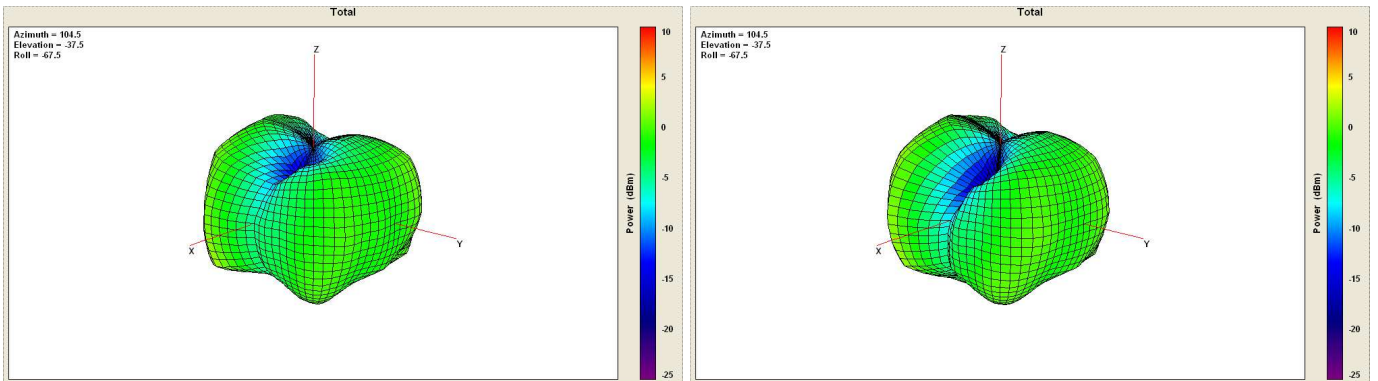 Total
Azimuth = 104.5
Elevation = -37.5
Roll = -67.5
Z
X
Y
10
5
0
-5
-10
-15
-20
-25
Power (dBm)
Total
Azimuth = 104.5
Elevation = -37.5
Roll = -67.5
Z
X
Y
10
5
0
-5
-10
-15
-20
-25
Power (dBm)